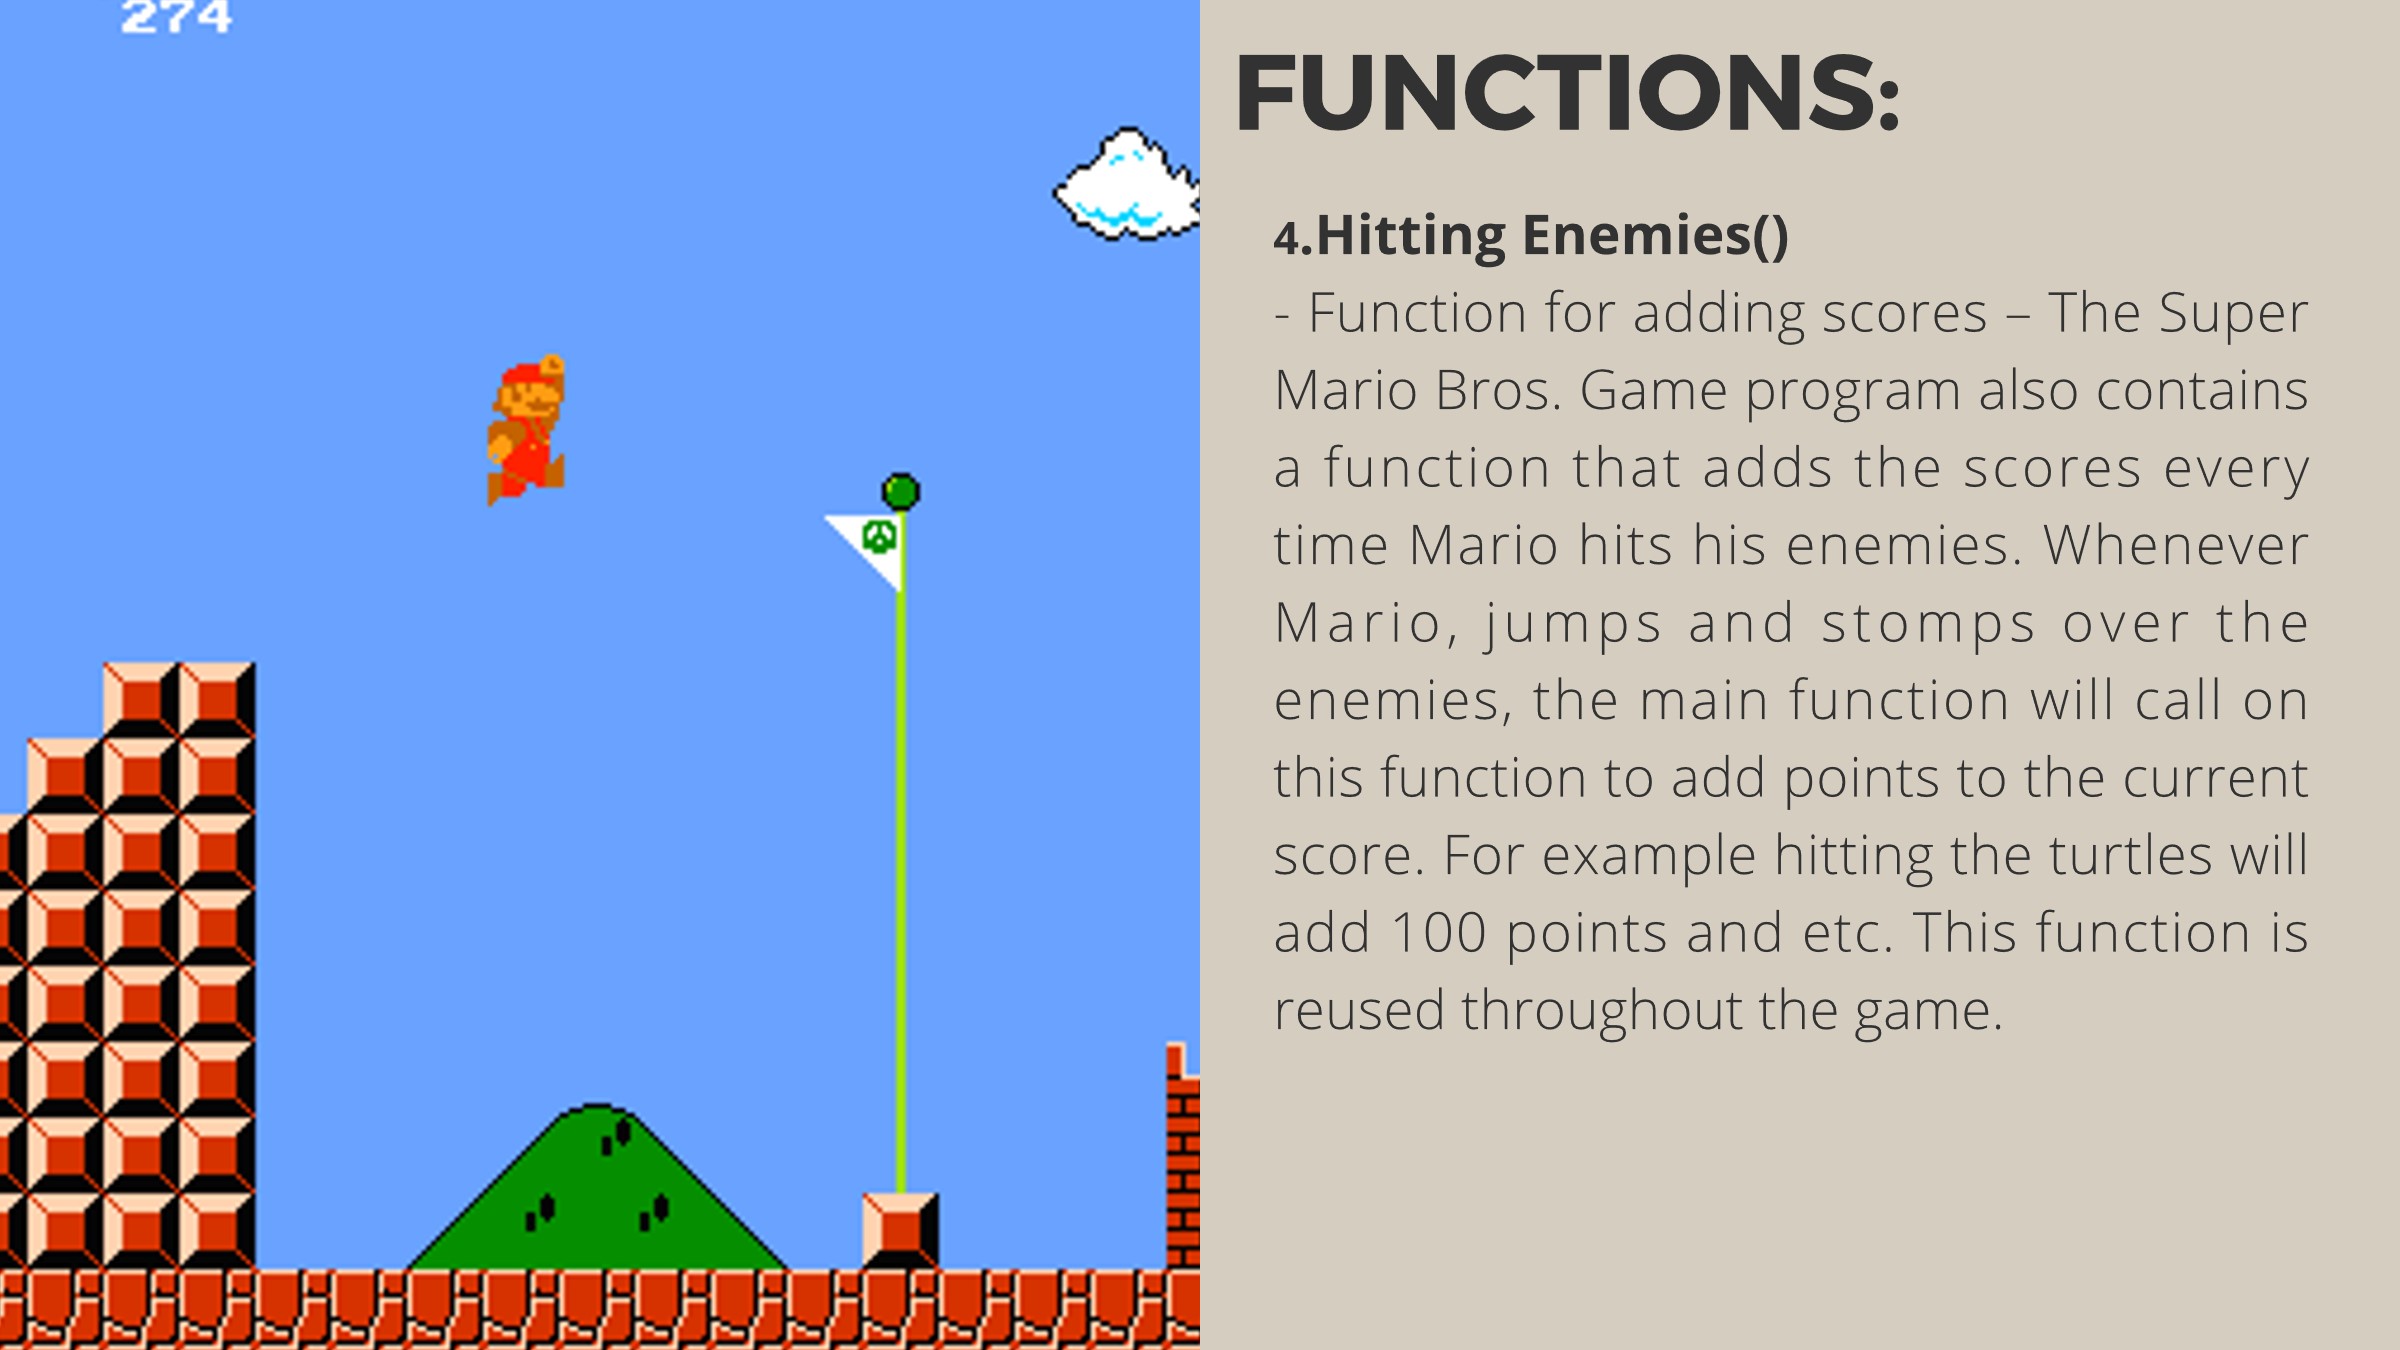 274
FUNCTIONS:
4.Hitting Enemies()
- Function for adding scores – The Super
Mario Bros. Game program also contains
a function that adds the scores every
time Mario hits his enemies. Whenever
Mario, jumps and stomps over the
enemies, the main function will call on
this function to add points to the current
score. For example hitting the turtles will
add 100 points and etc. This function is
reused throughout the game.